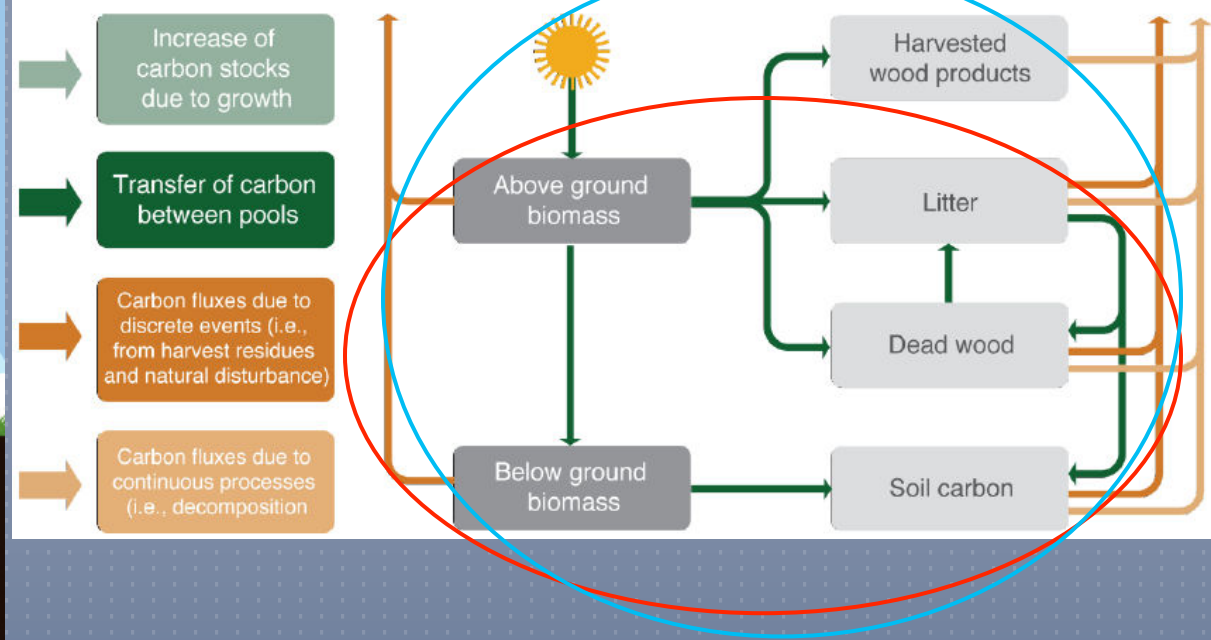 Increase of
carbon stocks
due to growth
Transfer of carbon
between pools
Carbon fluxes due to
discrete events (i.e.,
from harvest residues
and natural disturbance)
Carbon fluxes due to
continuous processes
(i.e., decomposition
Above ground
biomass
Below ground
biomass
Harvested
wood products
Litter
Dead wood
Soil carbon